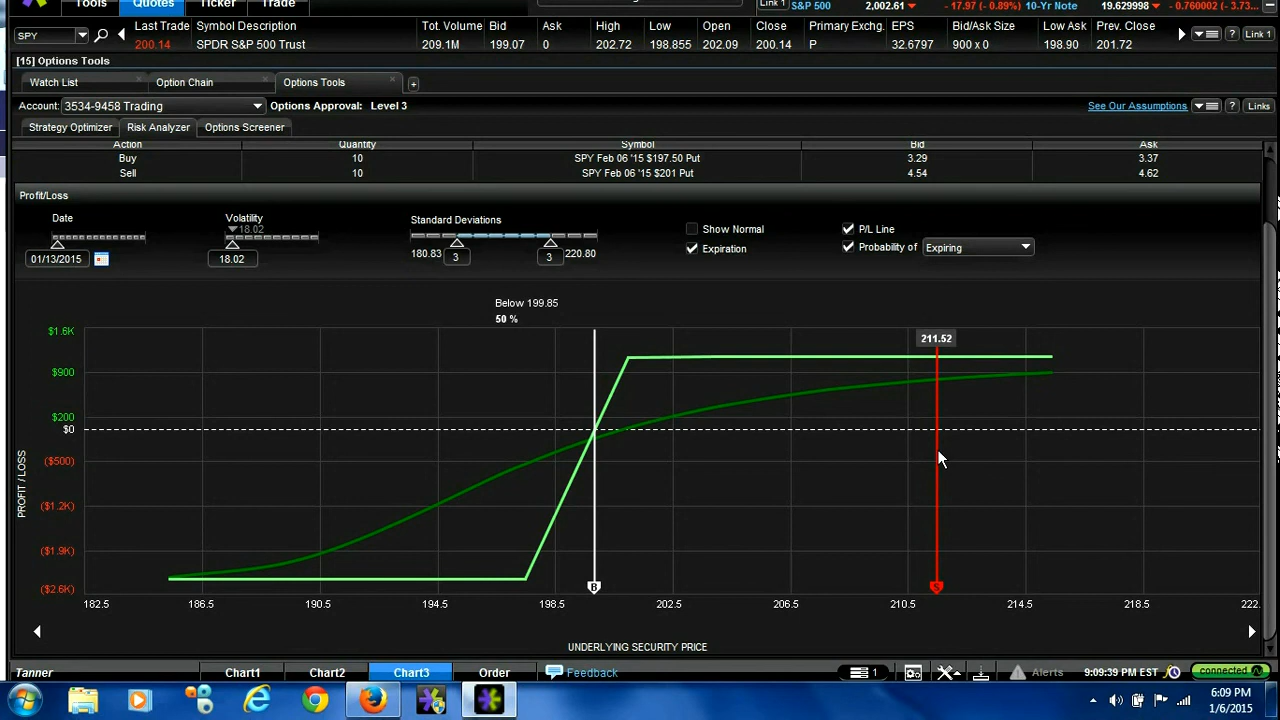 Tools Quotes Ticker Trade
Link 1 S&P 500 2,002.61 - 17.97 (- 0.89%) 10-Yr Note 19.629998 - 0.760002 (- 3.73...
SPY
Last Trade Symbol Description Tot. Volume Bid Ask High Low Open Primary Exchg. EPS Bid/Ask Size Low Ask Prev. Close
200.14 SPDR S&P 500 Trust 209.1M 199.07 0 202.72 198.855 202.09 200.14 P 32.6797 900 x 0 198.90 201.72
? Link 1
[15] Options Tools
Watch List Option Chain Options Tools +
Account: 3534-9458 Trading Options Approval: Level 3 See Our Assumptions ? Links
Strategy Optimizer Risk Analyzer Options Screener
Action Quantity Symbol Bid Ask
Buy 10 SPY Feb 06 '15 $197.50 Put 3.29 3.37
Sell 10 SPY Feb 06 '15 $201 Put 4.54 4.62
Profit/Loss
Date Volatility Standard Deviations
18.02
Show Normal P/L Line
Expiration Probability of Expiring
180.83 3 3 220.80
01/13/2015 18.02
Below 199.85
50 %
$1.6K
211.52
$900
$200
$0
($500)
($1.2K)
($1.9K)
($2.6K)
PROFIT / LOSS
B S
182.5 186.5 190.5 194.5 198.5 202.5 206.5 210.5 214.5 218.5 222.
UNDERLYING SECURITY PRICE
Tanner Chart1 Chart2 Chart3 Order Feedback 1 Alerts 9:09:39 PM EST connected
6:09 PM
1/6/2015